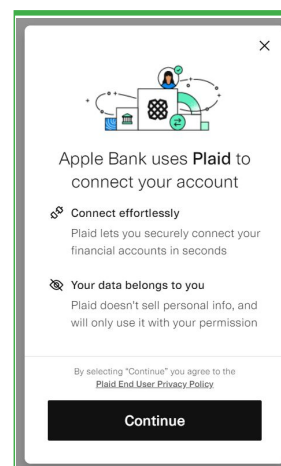 Apple Bank uses Plaid to
connect your account
Connect effortlessly
Plaid lets you securely connect your
financial accounts in seconds
Your data belongs to you
Plaid doesn't sell personal info, and
will only use it with your permission
By selecting “Continue” you agree to the
Plaid End User Privacy Policy
Continue